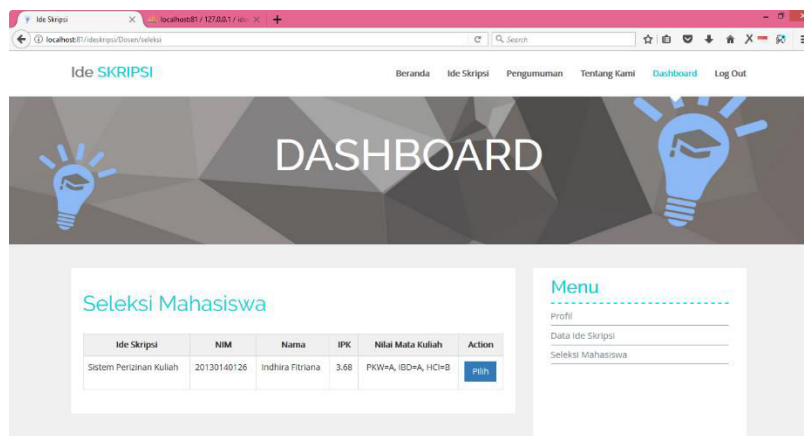 Ide Skripsi
localhost:81 / 127.0.0.1 / ide
localhost:81/ideskripsi/Dosen/seleksi
Search
Ide SKRIPSI
Beranda Ide Skripsi Pengumuman Tentang Kami Dashboard Log Out
DASHBOARD
Seleksi Mahasiswa
Ide Skripsi NIM Nama IPK Nilai Mata Kuliah Action
Sistem Perizinan Kuliah 20130140126 Indhira Fitriana 3.68 PKW=A, IBD=A, HCI=B Pilih
Menu
Profil
Data Ide Skripsi
Seleksi Mahasiswa